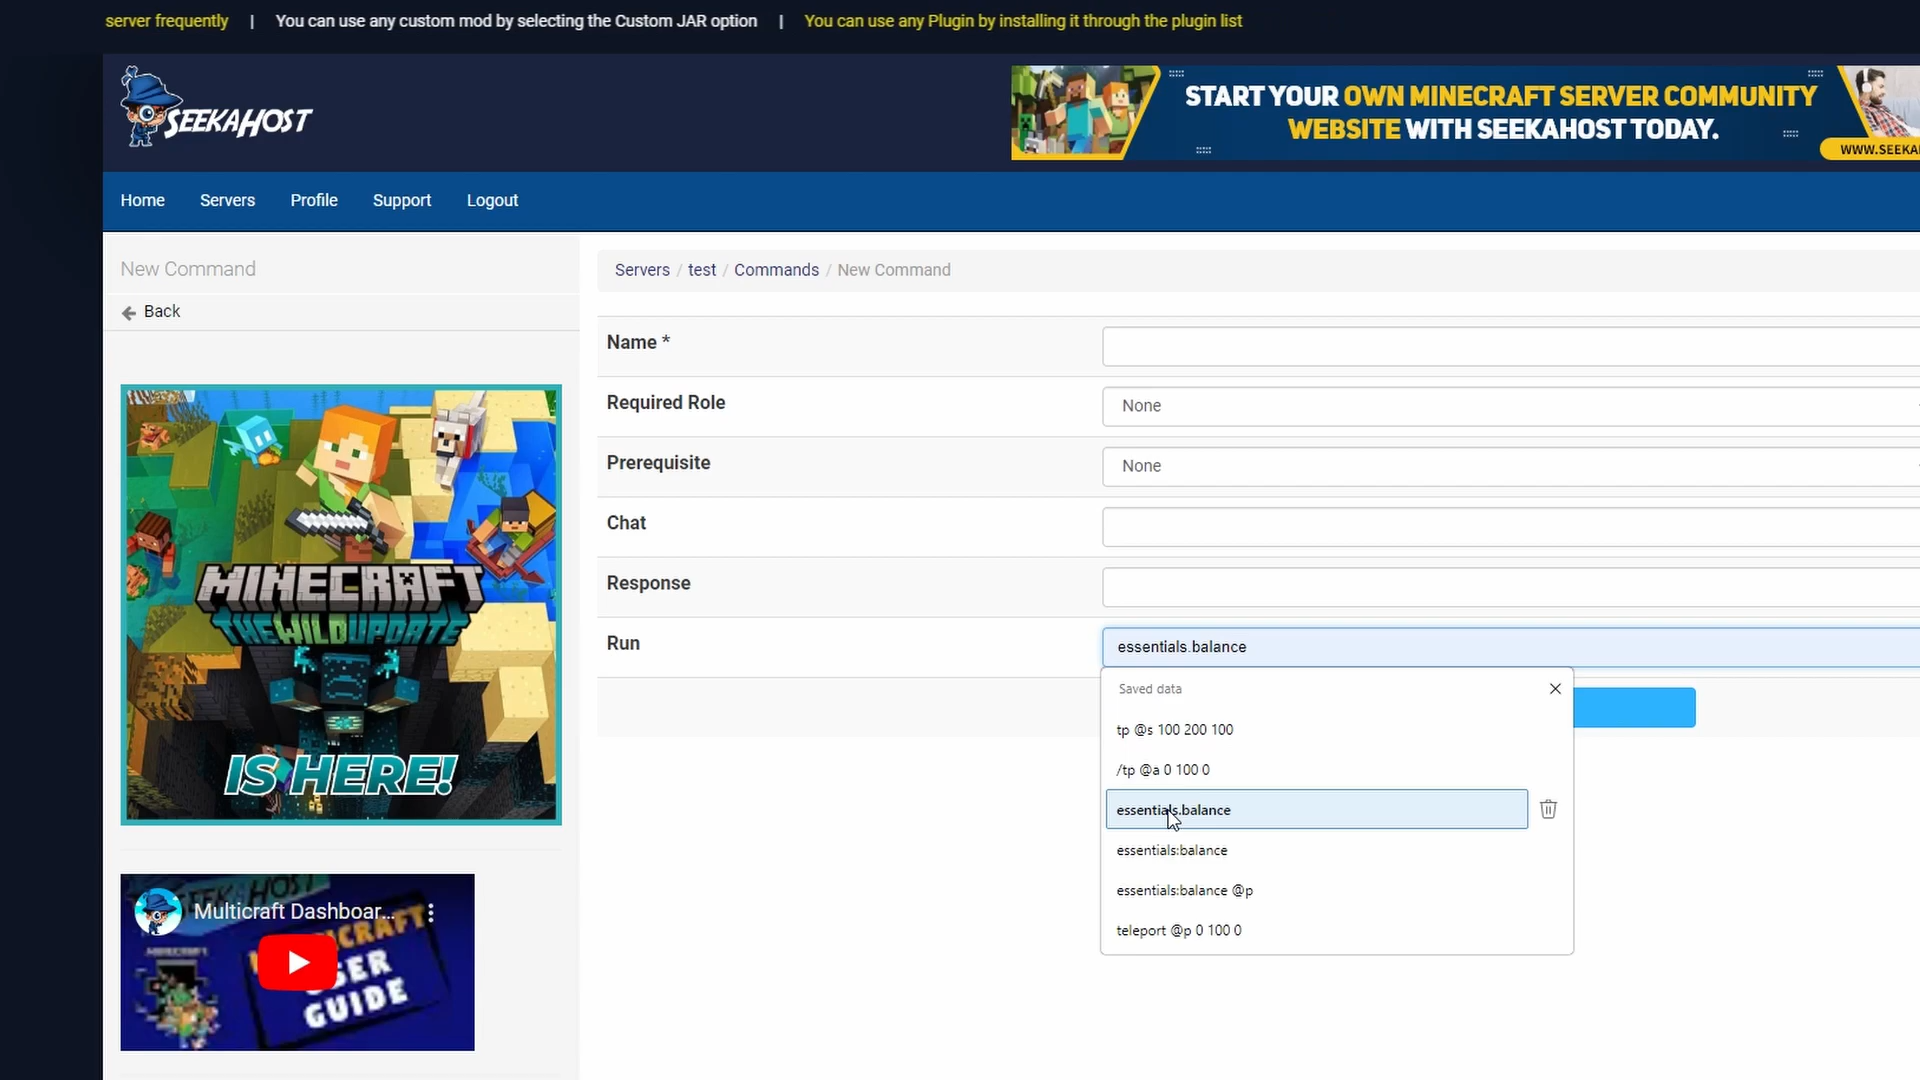 server frequently | You can use any custom mod by selecting the Custom JAR option | You can use any Plugin by installing it through the plugin list
SEEKAHOST
START YOUR OWN MINECRAFT SERVER COMMUNITY
WEBSITE WITH SEEKAHOST TODAY.
WWW.SEEKA
Home Servers Profile Support Logout
New Command
Back
Servers / test / Commands / New Command
Name *
Required Role None
Prerequisite None
Chat
Response
Run essentials.balance
Saved data
tp @s 100 200 100
/tp @a 0 100 0
essentials.balance
essentials:balance
essentials:balance @p
teleport @p 0 100 0
MINECRAFT
THE WILD UPDATE
IS HERE!
Multicraft Dashboar...
USER
GUIDE